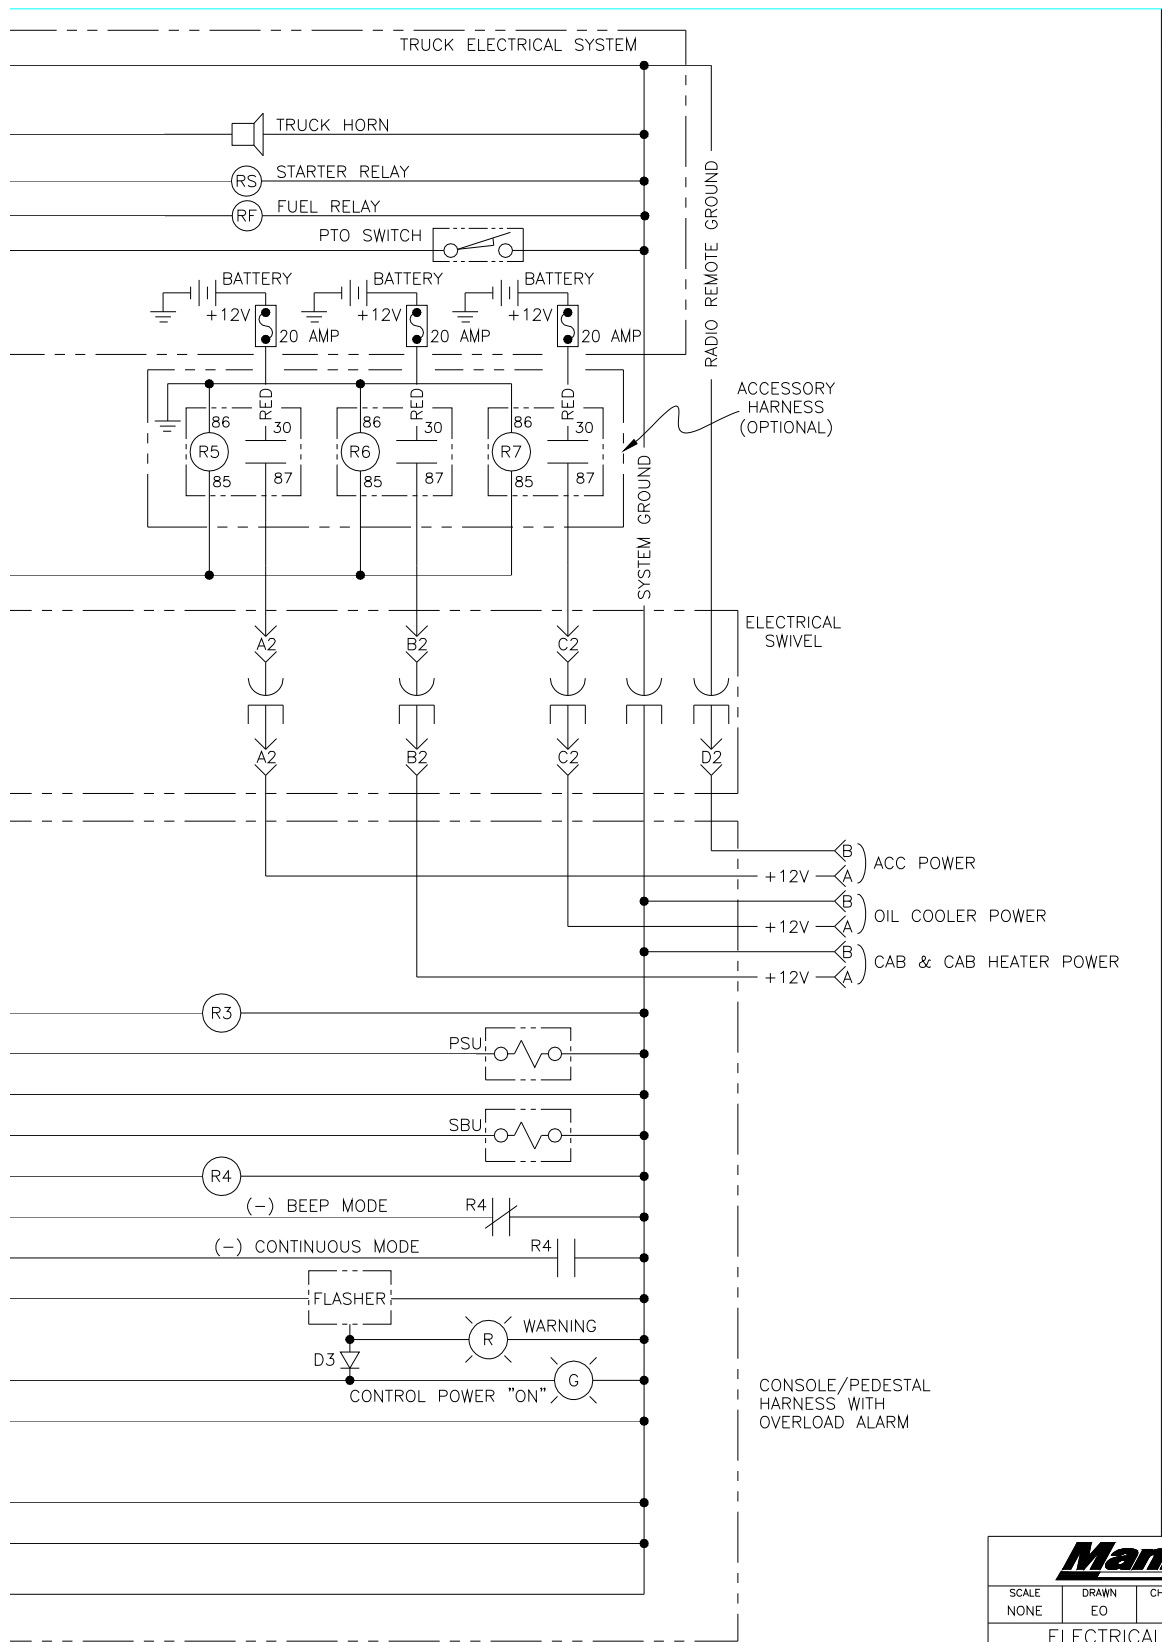 TRUCK ELECTRICAL SYSTEM
TRUCK HORN
RS
STARTER RELAY
RF
FUEL RELAY
PTO SWITCH
RADIO REMOTE GROUND
BATTERY
BATTERY
BATTERY
+12V
+12V
+12V
20 AMP
20 AMP
20 AMP
ACCESSORY
HARNESS
(OPTIONAL)
RED
RED
RED
86
30
86
30
86
30
R5
R6
R7
85
87
85
87
85
87
SYSTEM GROUND
ELECTRICAL
SWIVEL
A2
B2
C2
A2
B2
C2
D2
B
ACC POWER
+12V
A
B
OIL COOLER POWER
+12V
A
B
CAB & CAB HEATER POWER
+12V
A
R3
PSU
SBU
R4
(-) BEEP MODE
R4
(-) CONTINUOUS MODE
R4
FLASHER
WARNING
R
D3
G
CONTROL POWER "ON"
CONSOLE/PEDESTAL
HARNESS WITH
OVERLOAD ALARM
Man
SCALE
DRAWN
CH
NONE
EO
ELECTRICAL